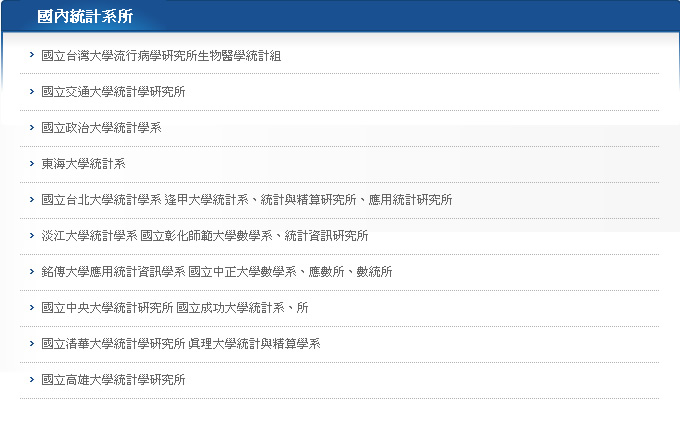 國內統計系所
國立台灣大學流行病學研究所生物醫學統計組
國立交通大學統計學研究所
國立政治大學統計學系
東海大學統計系
國立台北大學統計學系 逢甲大學統計系、統計與精算研究所、應用統計研究所
淡江大學統計學系 國立彰化師範大學數學系、統計資訊研究所
銘傳大學應用統計資訊學系 國立中正大學數學系、應數所、數統所
國立中央大學統計研究所 國立成功大學統計系、所
國立清華大學統計學研究所 真理大學統計與精算學系
國立高雄大學統計學研究所